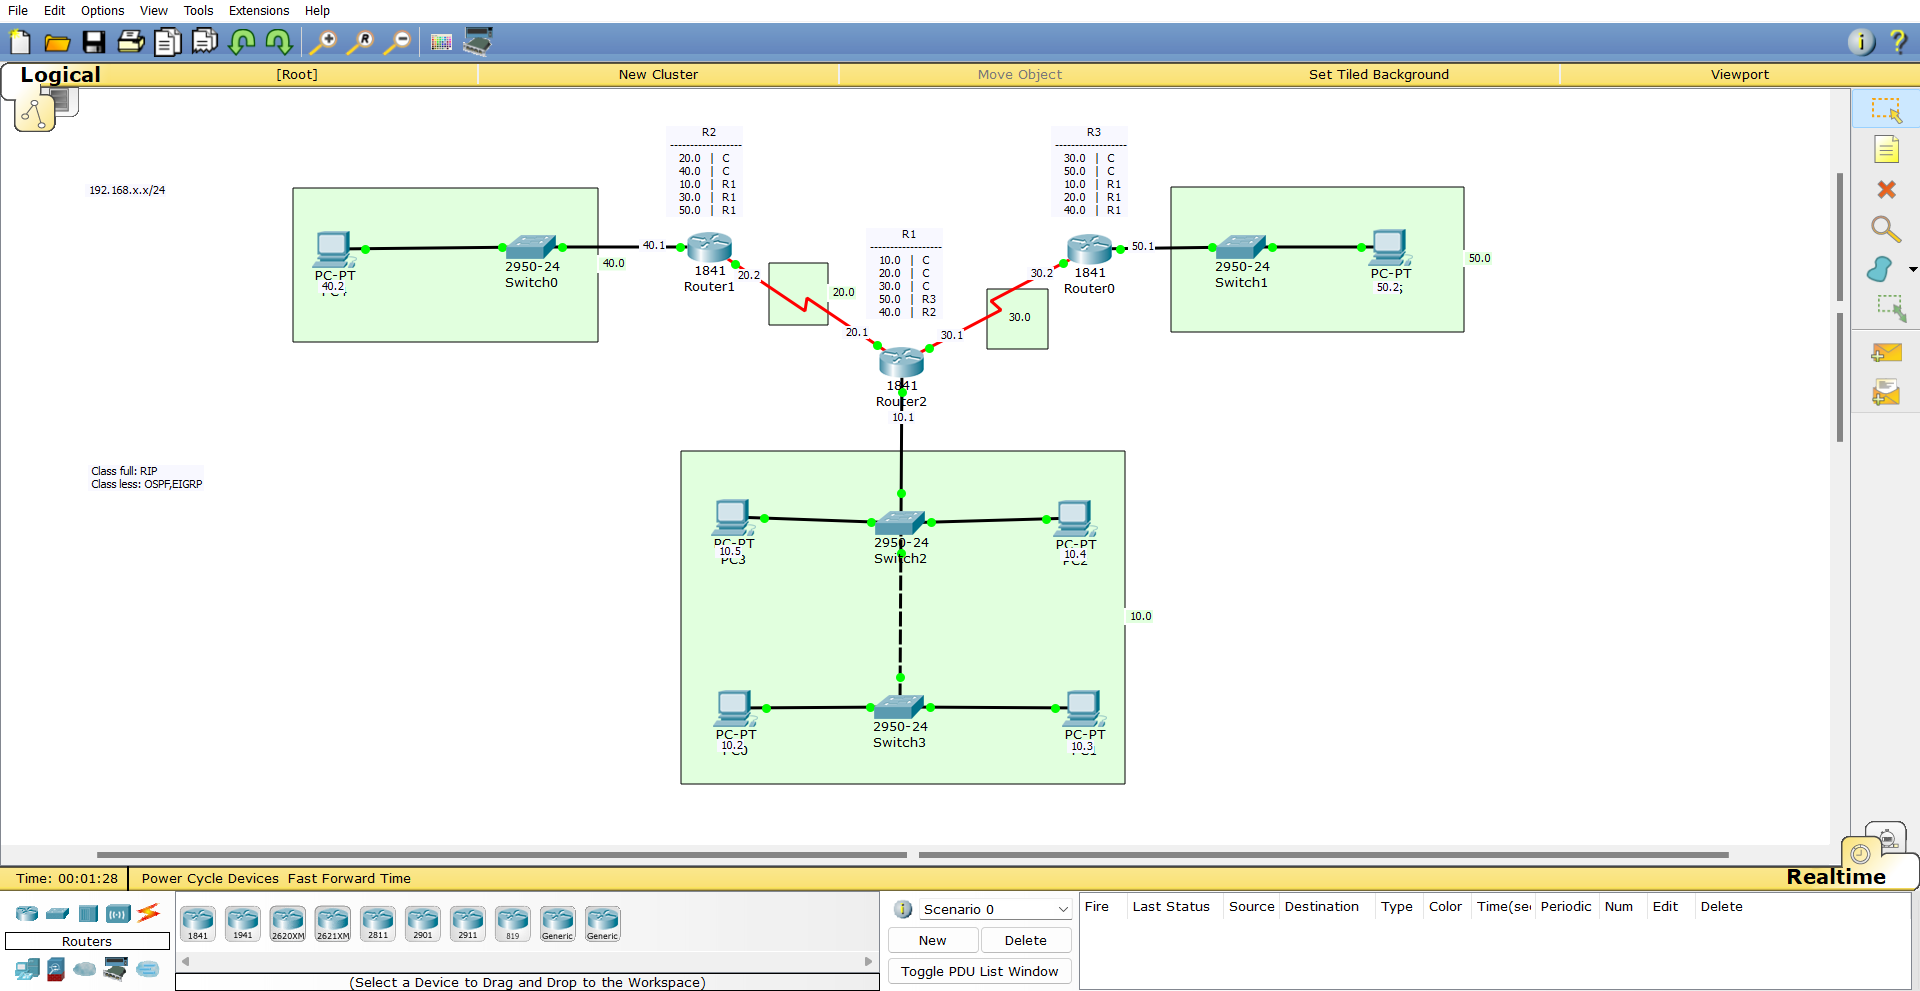 File Edit Options View Tools Extensions Help
Logical [Root] New Cluster Move Object Set Tiled Background Viewport
192.168.x.x/24
R2
-------------------
20.0 | C
40.0 | C
10.0 | R1
30.0 | R1
50.0 | R1
R3
-------------------
30.0 | C
50.0 | C
10.0 | R1
20.0 | R1
40.0 | R1
R1
-------------------
10.0 | C
20.0 | C
30.0 | C
50.0 | R3
40.0 | R2
PC-PT
40.2
2950-24
Switch0
40.0
40.1
1841
Router1
20.2
20.0
20.1
30.2
30.0
30.1
1841
Router0
50.1
2950-24
Switch1
PC-PT
50.2;
50.0
1841
Router2
10.1
Class full: RIP
Class less: OSPF,EIGRP
PC-PT
10.5
PC3
2950-24
Switch2
PC-PT
10.4
PC2
10.0
PC-PT
10.2
PC0
2950-24
Switch3
PC-PT
10.3
PC1
Time: 00:01:28 Power Cycle Devices Fast Forward Time Realtime
Routers
1841 1941 2620XM 2621XM 2811 2901 2911 819 Generic Generic
(Select a Device to Drag and Drop to the Workspace)
Scenario 0
New Delete
Toggle PDU List Window
Fire Last Status Source Destination Type Color Time(se Periodic Num Edit Delete